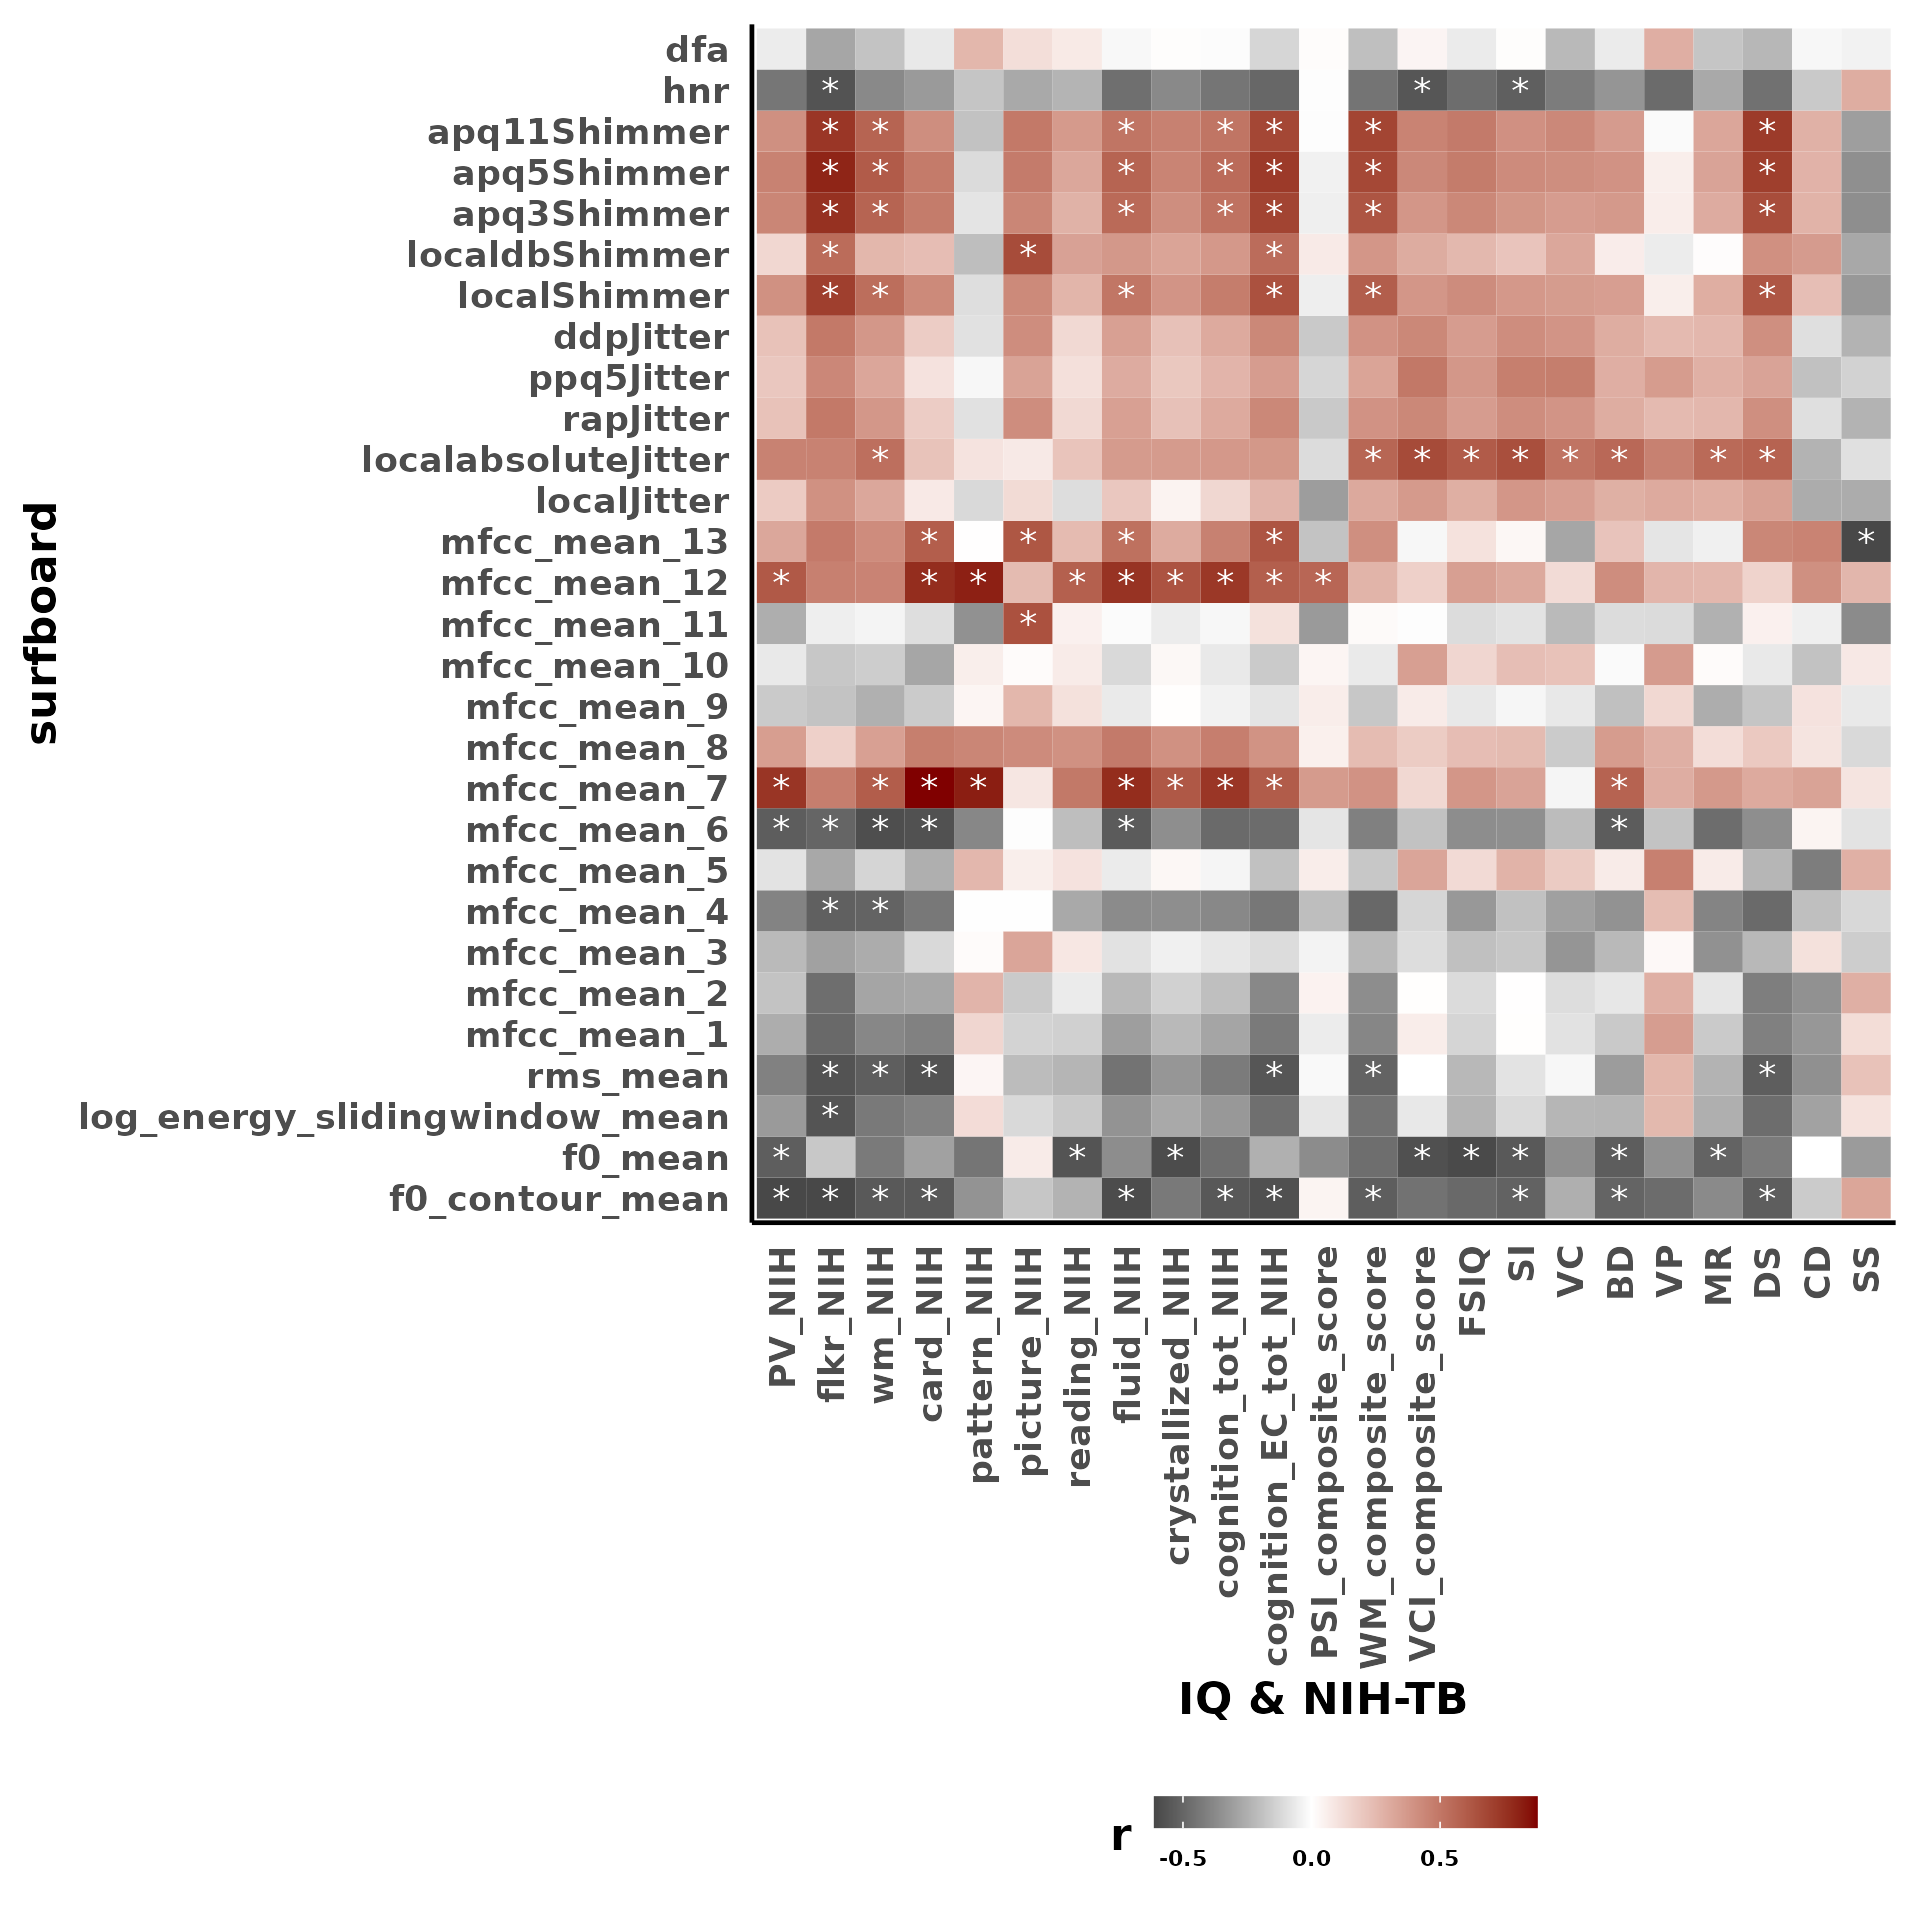 surfboard
dfa
hnr
apq11Shimmer
apq5Shimmer
apq3Shimmer
localdbShimmer
localShimmer
ddpJitter
ppq5Jitter
rapJitter
localabsoluteJitter
localJitter
mfcc_mean_13
mfcc_mean_12
mfcc_mean_11
mfcc_mean_10
mfcc_mean_9
mfcc_mean_8
mfcc_mean_7
mfcc_mean_6
mfcc_mean_5
mfcc_mean_4
mfcc_mean_3
mfcc_mean_2
mfcc_mean_1
rms_mean
log_energy_slidingwindow_mean
f0_mean
f0_contour_mean
PV_NIH
flkr_NIH
wm_NIH
card_NIH
pattern_NIH
picture_NIH
reading_NIH
fluid_NIH
crystallized_NIH
cognition_tot_NIH
cognition_EC_tot_NIH
PSI_composite_score
WM_composite_score
VCI_composite_score
FSIQ
SI
VC
BD
VP
MR
DS
CD
SS
IQ & NIH-TB
r
-0.5 0.0 0.5